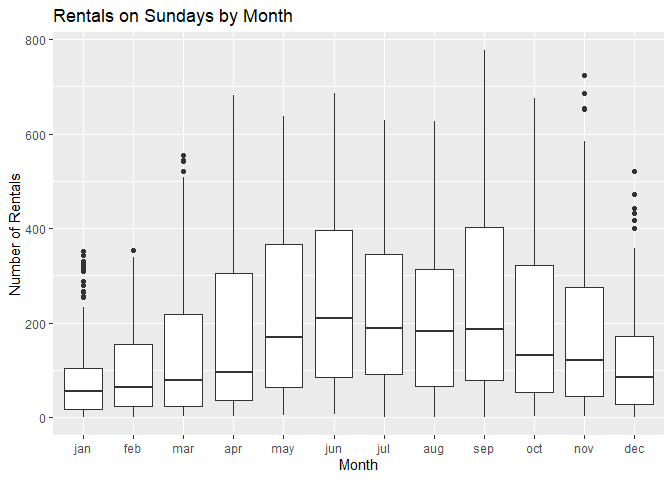 Rentals on Sundays by Month
Number of Rentals
800
600
400
200
0
jan feb mar apr may jun jul aug sep oct nov dec
Month